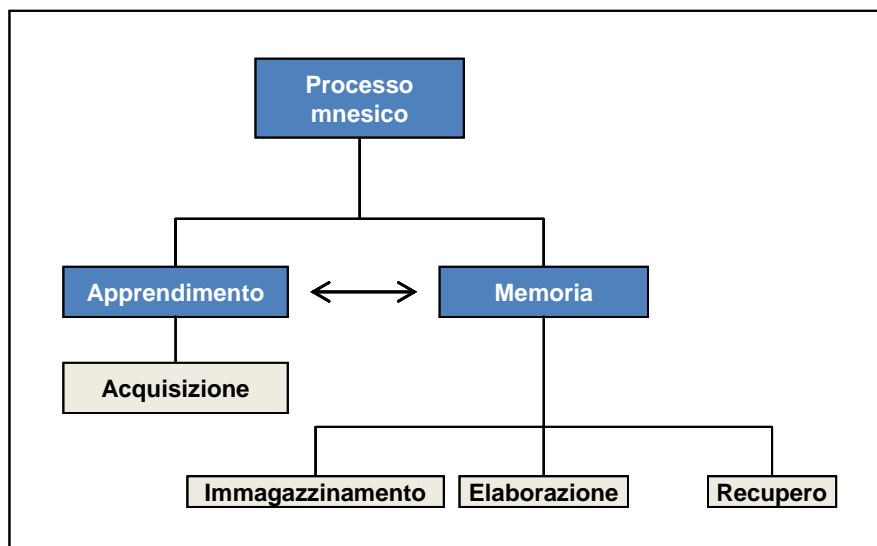 Processo
mnesico
Apprendimento
Memoria
Acquisizione
Immagazzinamento
Elaborazione
Recupero